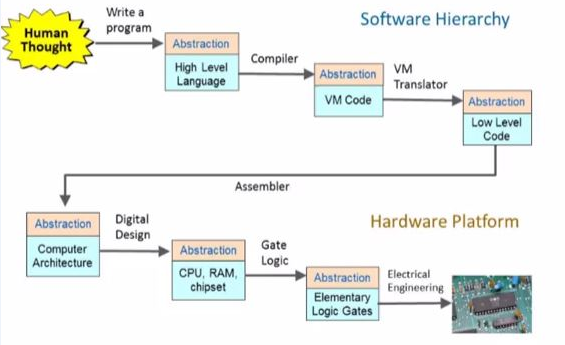 Software Hierarchy
Human
Thought
Write a
program
Abstraction
High Level
Language
Compiler
Abstraction
VM Code
VM
Translator
Abstraction
Low Level
Code
Assembler
Hardware Platform
Abstraction
Computer
Architecture
Digital
Design
Abstraction
CPU, RAM,
chipset
Gate
Logic
Abstraction
Elementary
Logic Gates
Electrical
Engineering